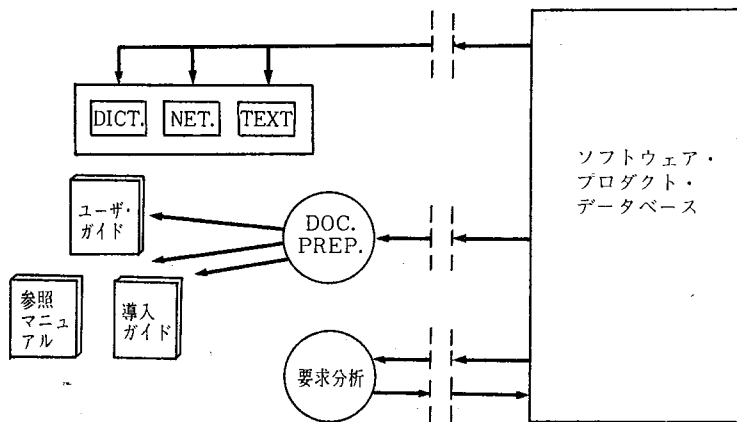 DICT. NET. TEXT
ソフトウェア・
プロダクト・
データベース
ユーザ・
ガイド
DOC.
PREP.
参照
マニュ
アル
導入
ガイド
要求分析